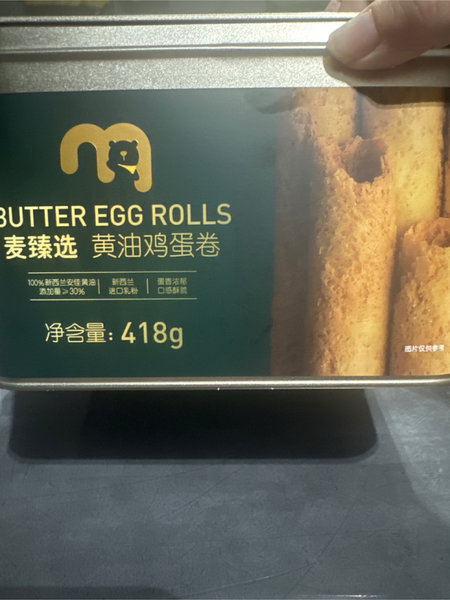 BUTTER EGG ROLLS
麦臻选 黄油鸡蛋卷
100%新西兰安佳黄油
添加量≥30%
新西兰
进口乳粉
蛋香浓郁
口感酥脆
净含量:418g
图片仅供参考